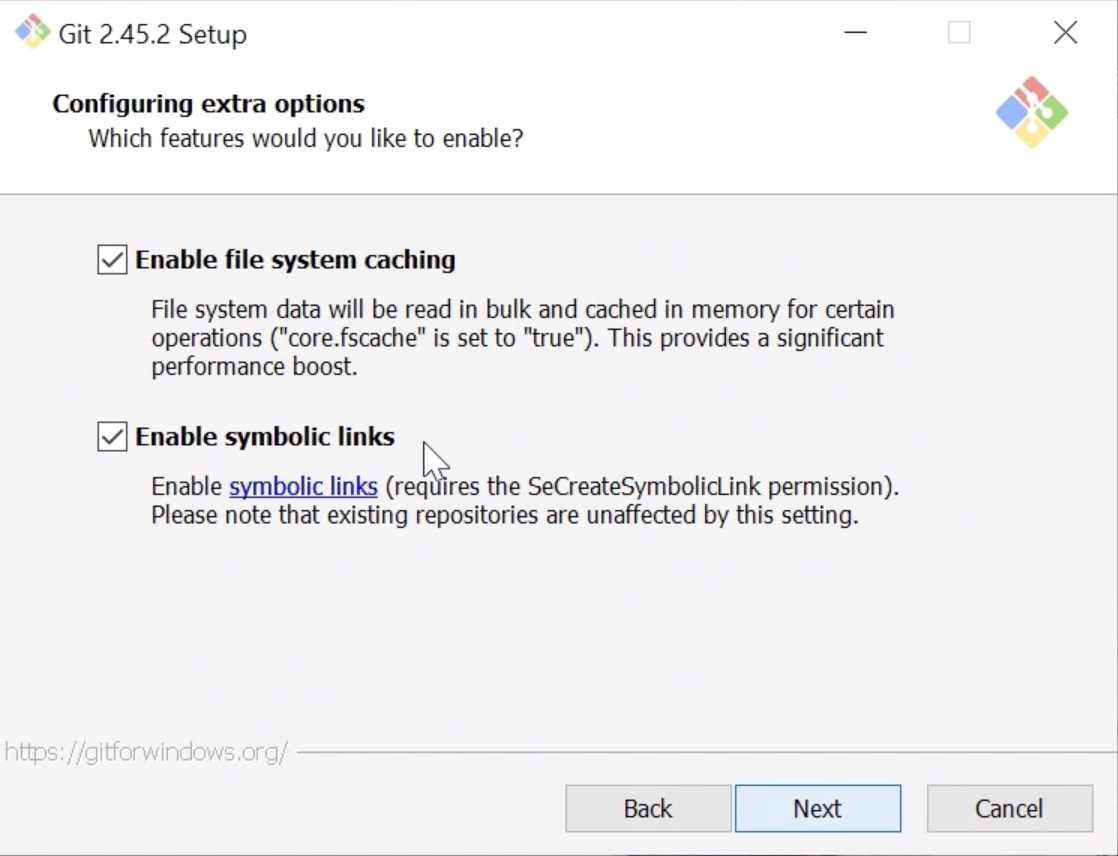 Git 2.45.2 Setup
Configuring extra options
Which features would you like to enable?
Enable file system caching
File system data will be read in bulk and cached in memory for certain
operations ("core.fscache" is set to "true"). This provides a significant
performance boost.
Enable symbolic links
Enable symbolic links (requires the SeCreateSymbolicLink permission).
Please note that existing repositories are unaffected by this setting.
https://gitforwindows.org/
Back
Next
Cancel